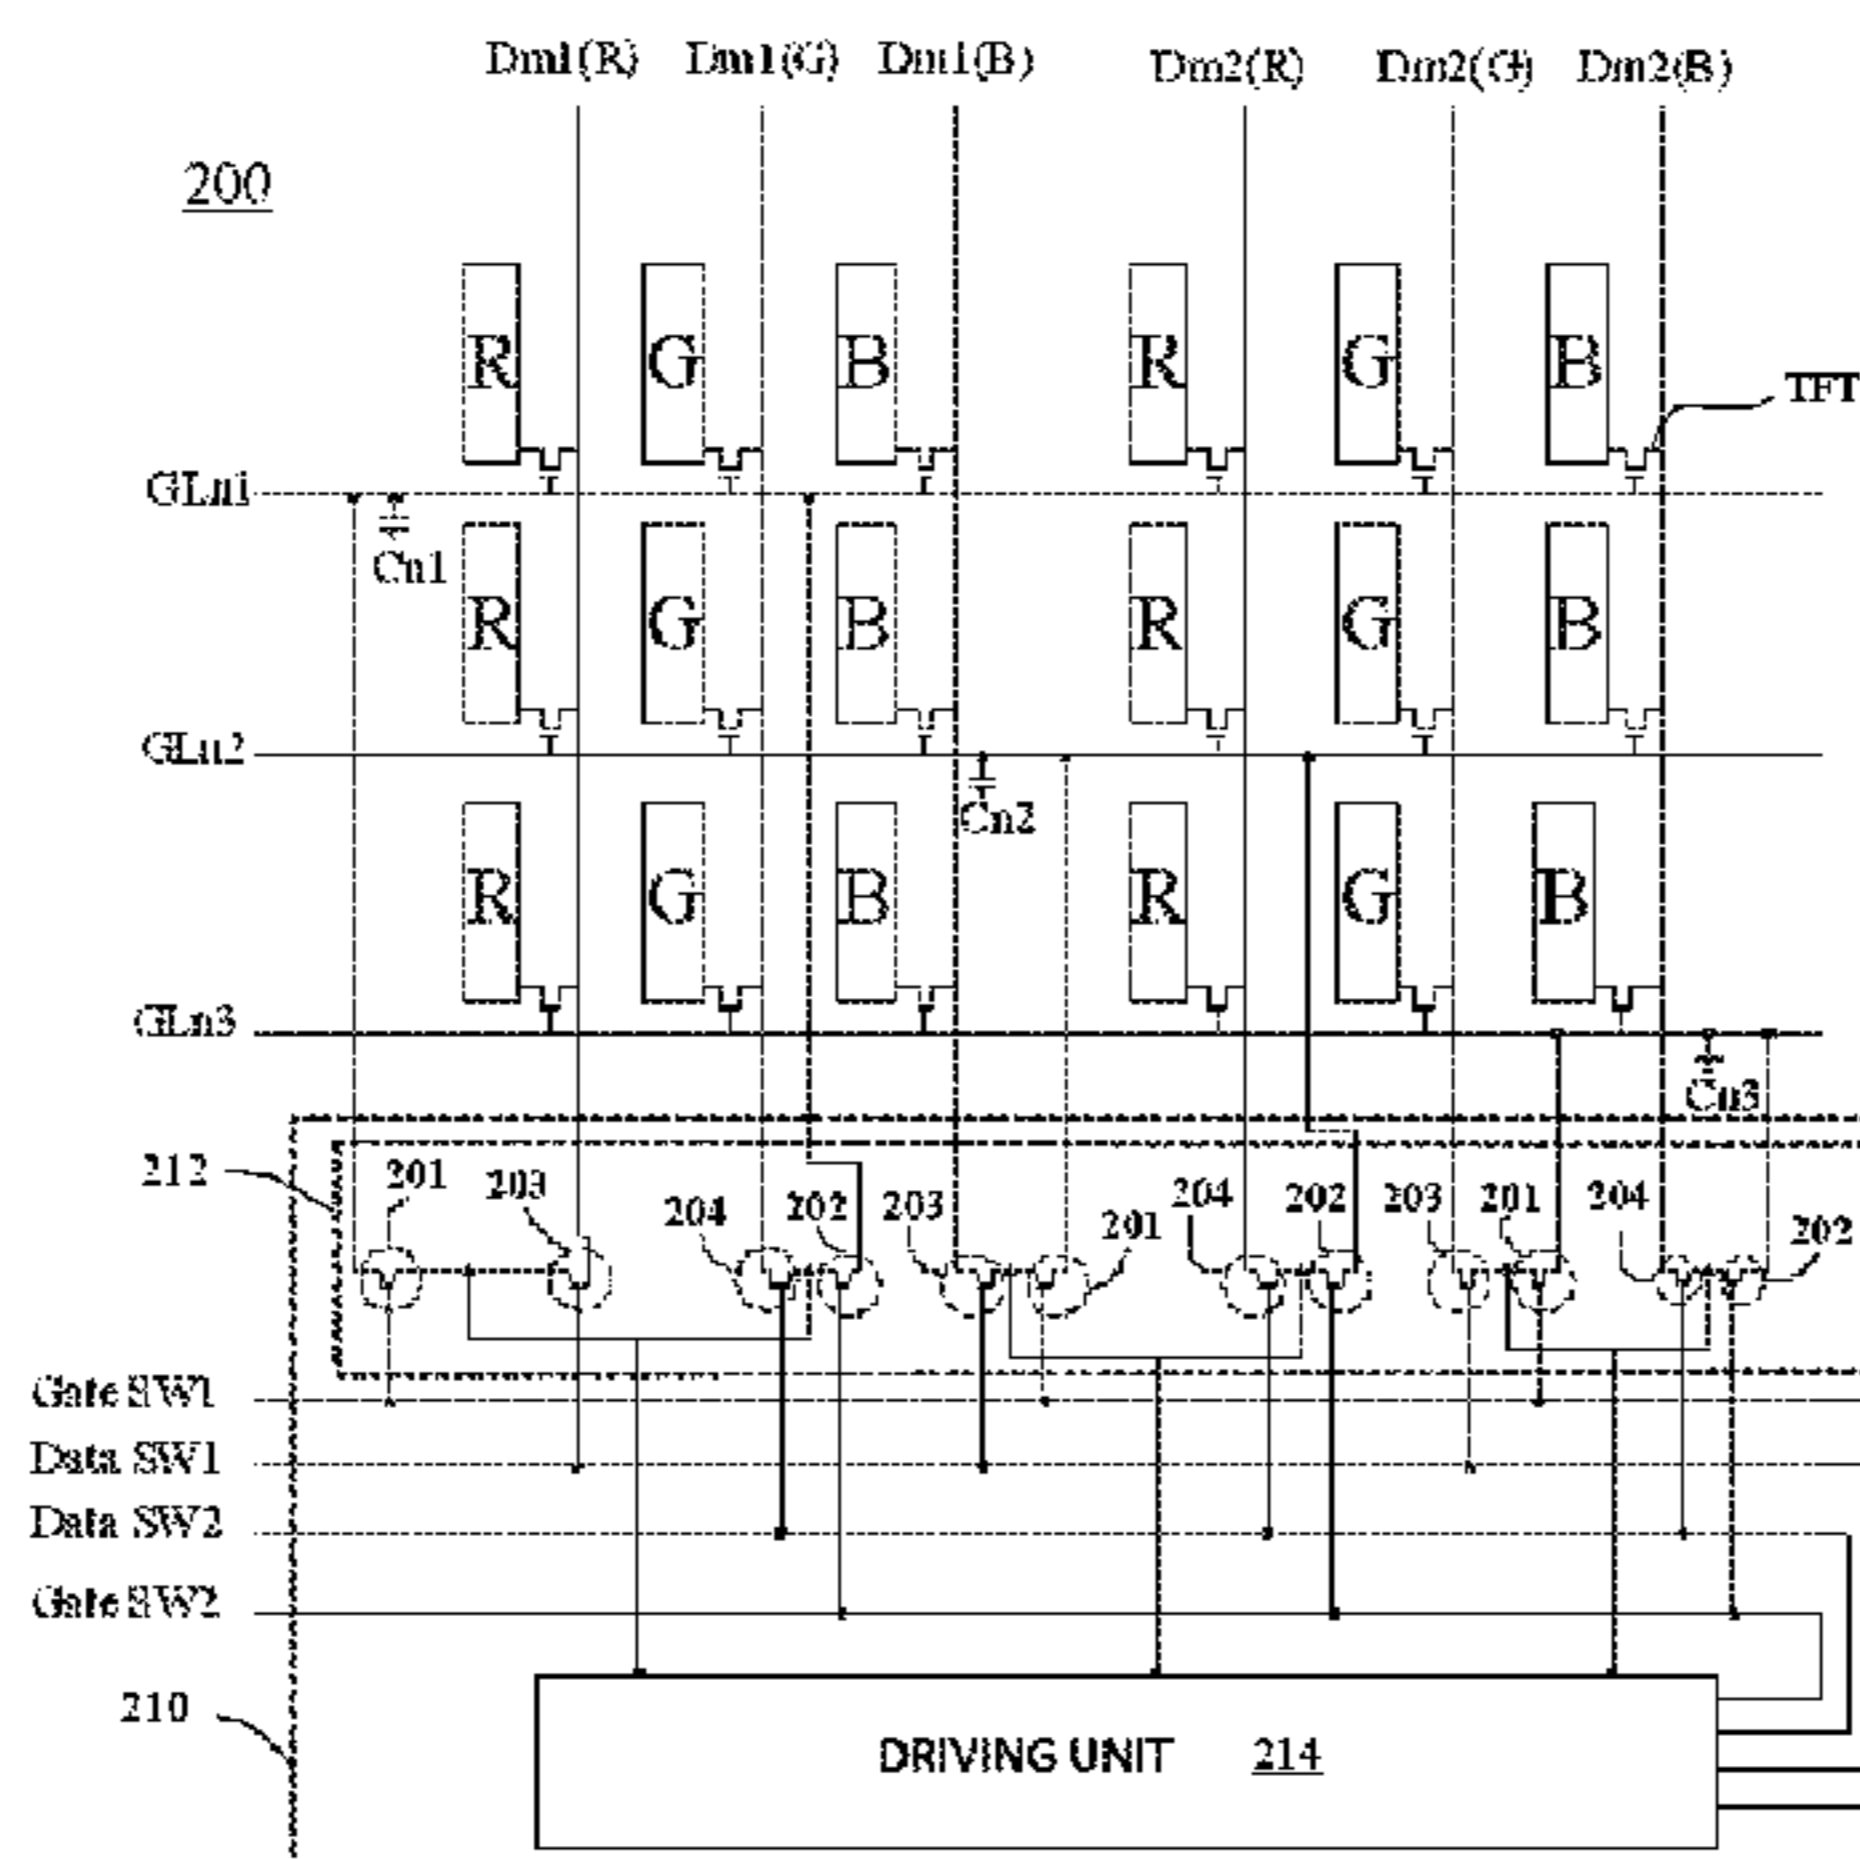 Dm1(R) Dm1(G) Dm1(B) Dm2(R) Dm2(G) Dm2(B)
200
R G B R G B
TFT
GLn1
Cn1
R G B R G B
GLn2
Cn2
R G B R G B
GLn3
Cn3
212 201 203 204 202 203 201 204 202 203 201 204 202
Gate SW1
Data SW1
Data SW2
Gate SW2
210
DRIVING UNIT 214